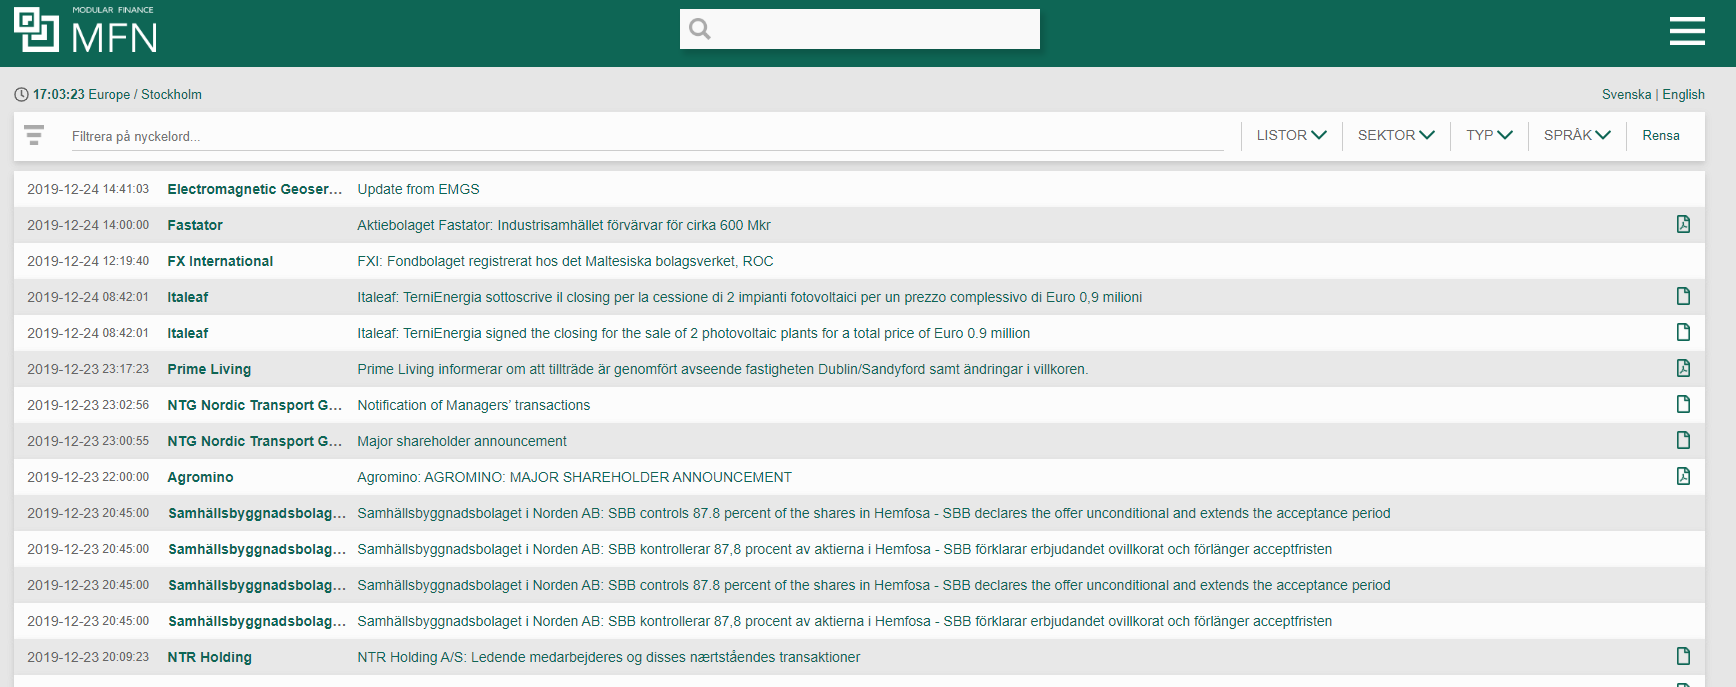 MODULAR FINANCE
MFN
17:03:23 Europe / Stockholm
Svenska | English
Filtrera på nyckelord...
LISTOR SEKTOR TYP SPRÅK Rensa
2019-12-24 14:41:03 Electromagnetic Geoser... Update from EMGS
2019-12-24 14:00:00 Fastator Aktiebolaget Fastator: Industrisamhället förvärvar för cirka 600 Mkr
2019-12-24 12:19:40 FX International FXI: Fondbolaget registrerat hos det Maltesiska bolagsverket, ROC
2019-12-24 08:42:01 Italeaf Italeaf: TerniEnergia sottoscrive il closing per la cessione di 2 impianti fotovoltaici per un prezzo complessivo di Euro 0,9 milioni
2019-12-24 08:42:01 Italeaf Italeaf: TerniEnergia signed the closing for the sale of 2 photovoltaic plants for a total price of Euro 0.9 million
2019-12-23 23:17:23 Prime Living Prime Living informerar om att tillträde är genomfört avseende fastigheten Dublin/Sandyford samt ändringar i villkoren.
2019-12-23 23:02:56 NTG Nordic Transport G... Notification of Managers’ transactions
2019-12-23 23:00:55 NTG Nordic Transport G... Major shareholder announcement
2019-12-23 22:00:00 Agromino Agromino: AGROMINO: MAJOR SHAREHOLDER ANNOUNCEMENT
2019-12-23 20:45:00 Samhällsbyggnadsbolag... Samhällsbyggnadsbolaget i Norden AB: SBB controls 87.8 percent of the shares in Hemfosa - SBB declares the offer unconditional and extends the acceptance period
2019-12-23 20:45:00 Samhällsbyggnadsbolag... Samhällsbyggnadsbolaget i Norden AB: SBB kontrollerar 87,8 procent av aktierna i Hemfosa - SBB förklarar erbjudandet ovillkorat och förlänger acceptfristen
2019-12-23 20:45:00 Samhällsbyggnadsbolag... Samhällsbyggnadsbolaget i Norden AB: SBB controls 87.8 percent of the shares in Hemfosa - SBB declares the offer unconditional and extends the acceptance period
2019-12-23 20:45:00 Samhällsbyggnadsbolag... Samhällsbyggnadsbolaget i Norden AB: SBB kontrollerar 87,8 procent av aktierna i Hemfosa - SBB förklarar erbjudandet ovillkorat och förlänger acceptfristen
2019-12-23 20:09:23 NTR Holding NTR Holding A/S: Ledende medarbejderes og disses nærtståendes transaktioner